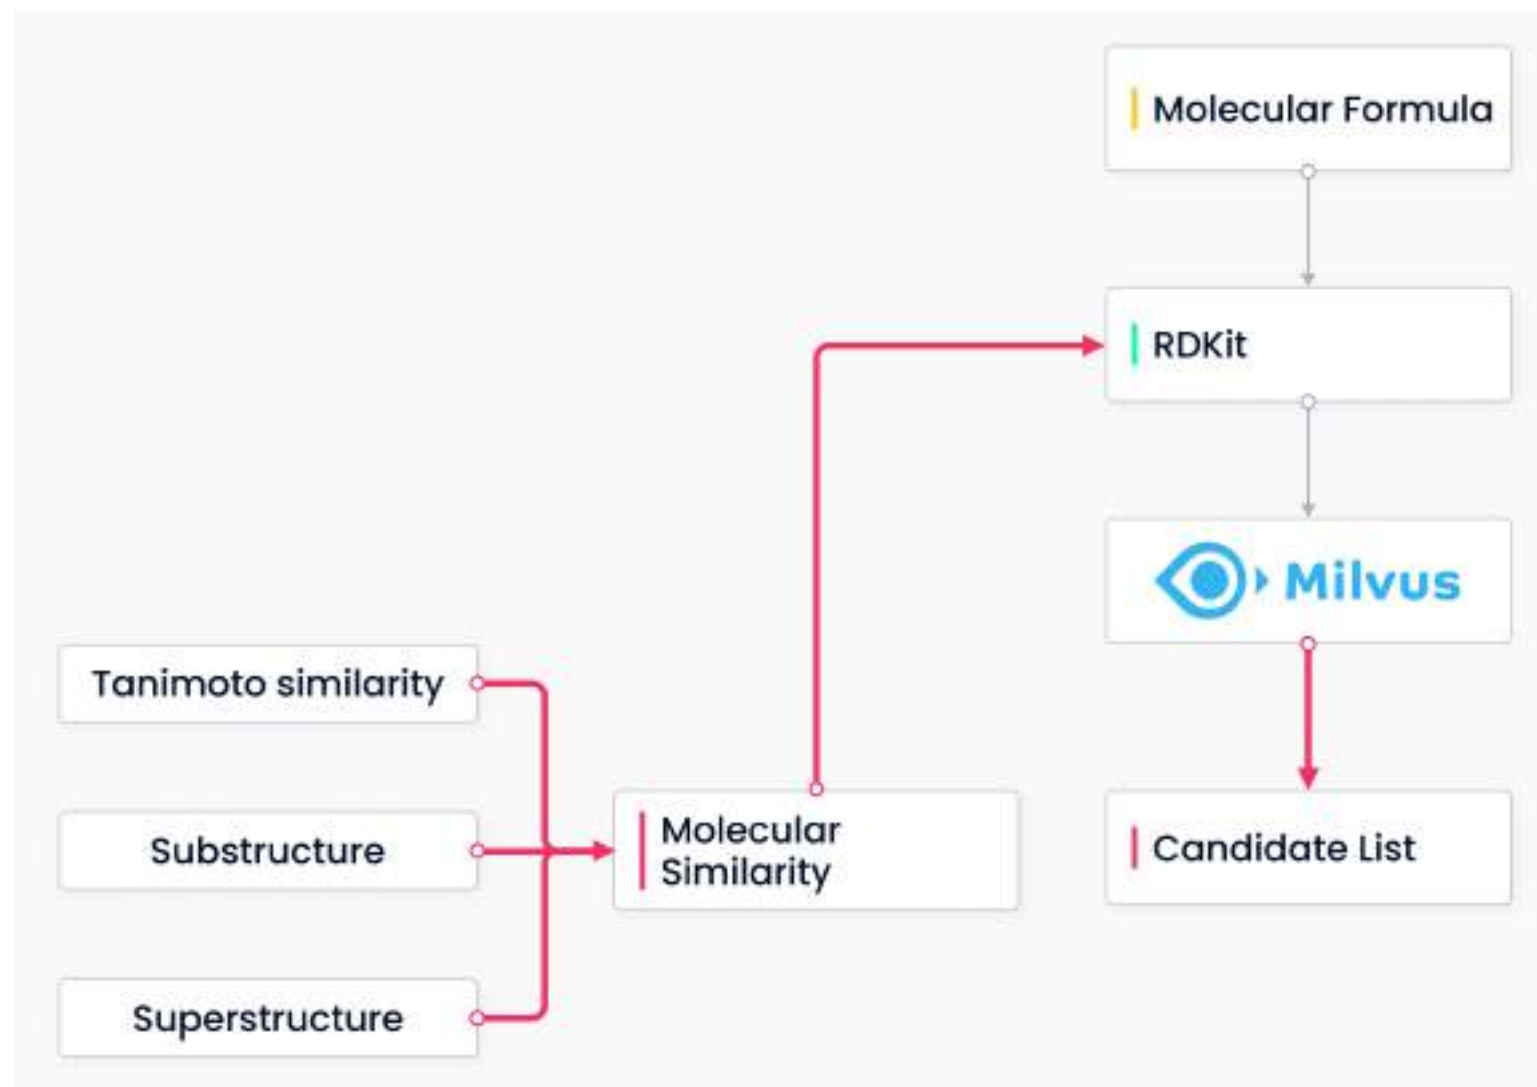 Molecular Formula
RDKit
Milvus
Tanimoto similarity
Substructure
Molecular
Similarity
Candidate List
Superstructure